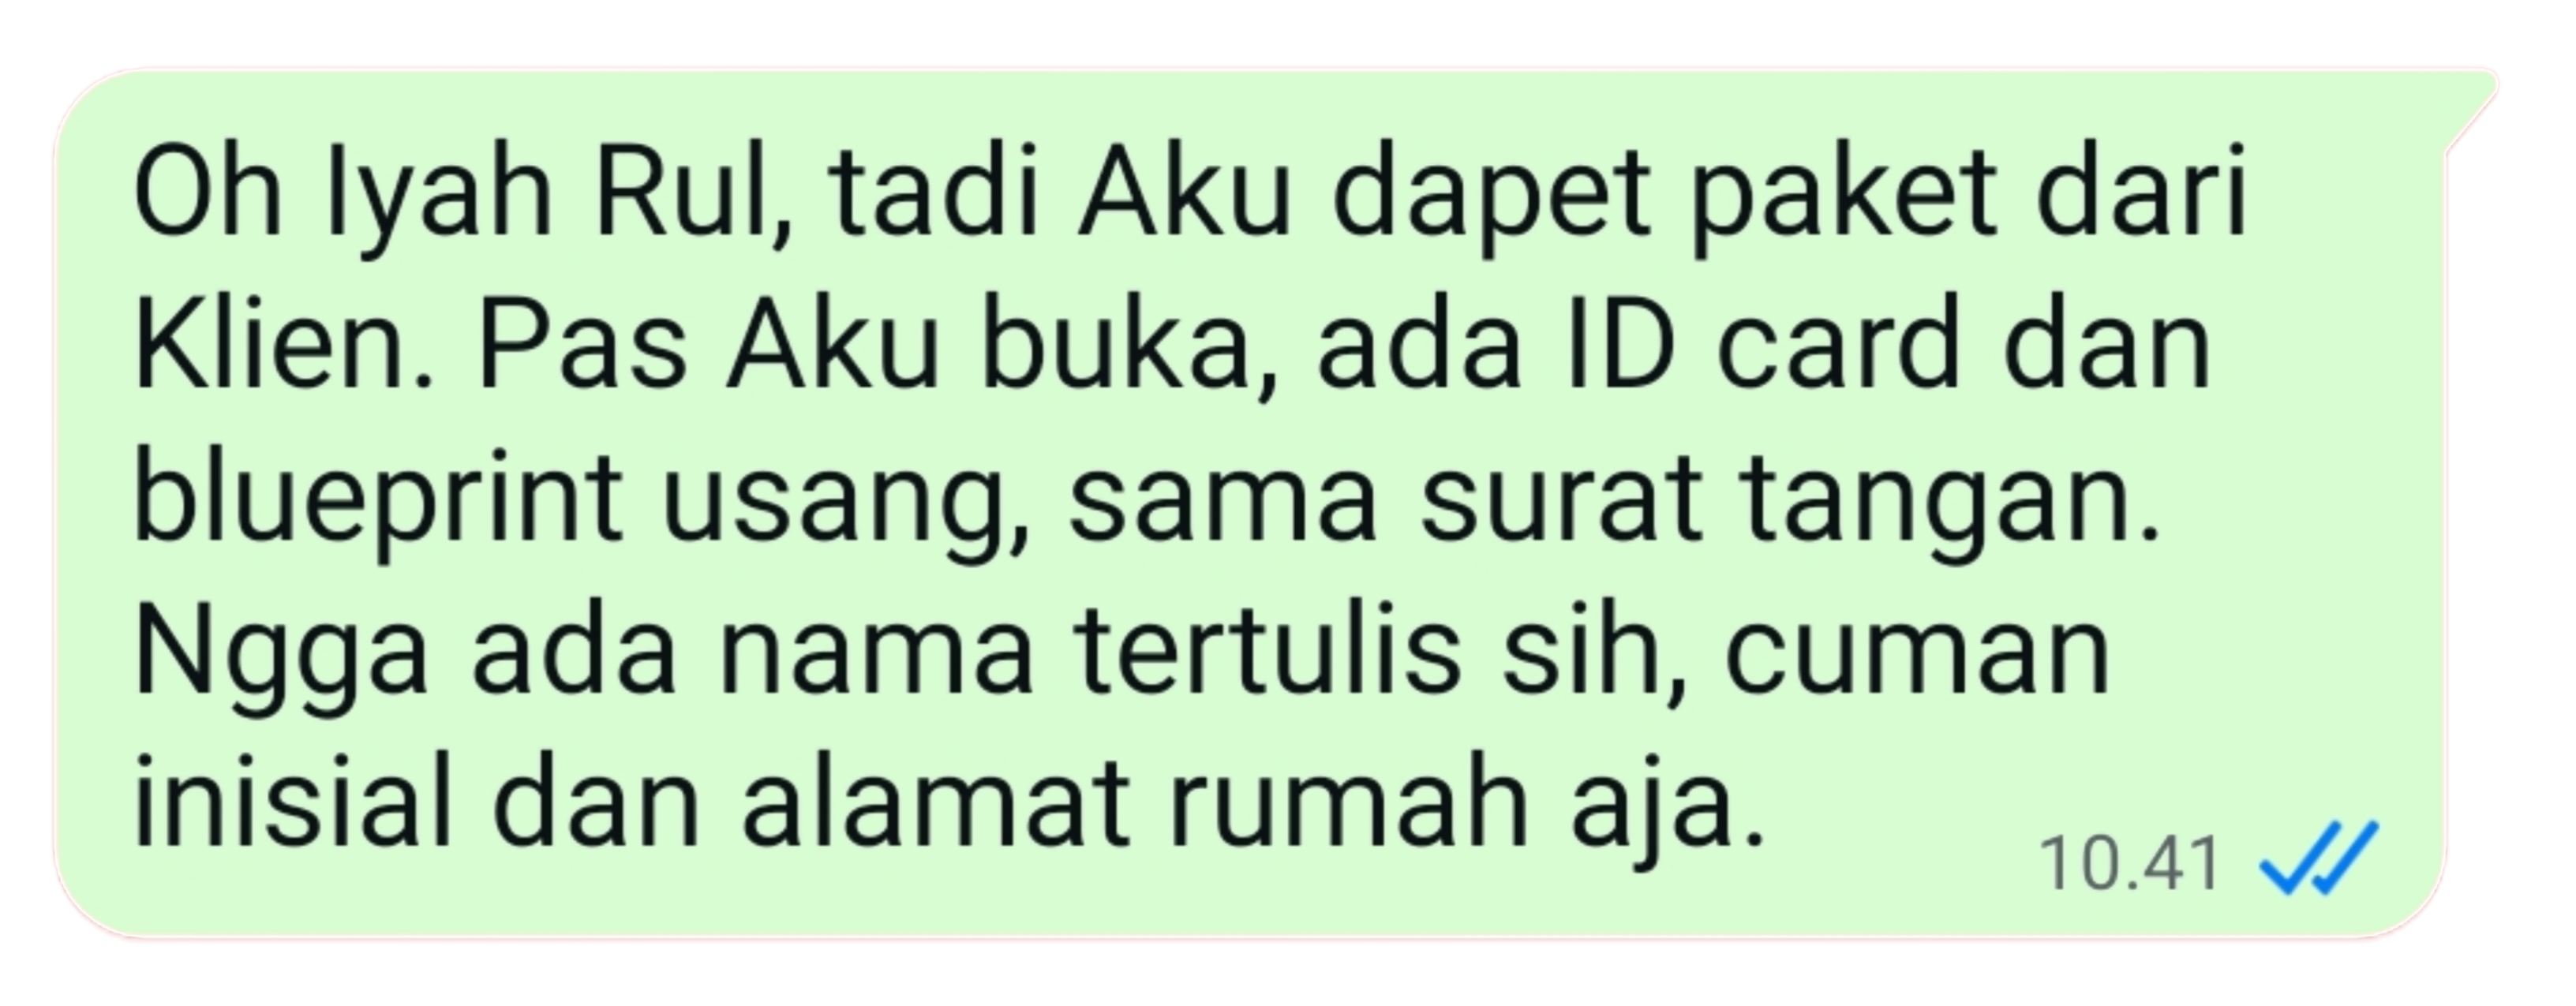 Oh Iyah Rul, tadi Aku dapet paket dari
Klien. Pas Aku buka, ada ID card dan
blueprint usang, sama surat tangan.
Ngga ada nama tertulis sih, cuman
inisial dan alamat rumah aja.
10.41